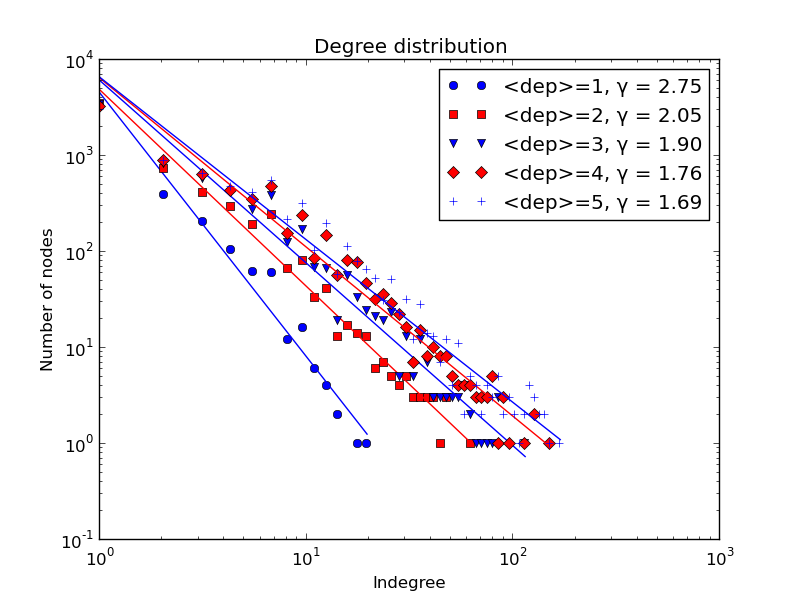 Degree distribution
10^4
10^3
10^2
10^1
10^0
10^-1
Number of nodes
<dep>=1, γ = 2.75
<dep>=2, γ = 2.05
<dep>=3, γ = 1.90
<dep>=4, γ = 1.76
<dep>=5, γ = 1.69
10^0 10^1 10^2 10^3
Indegree